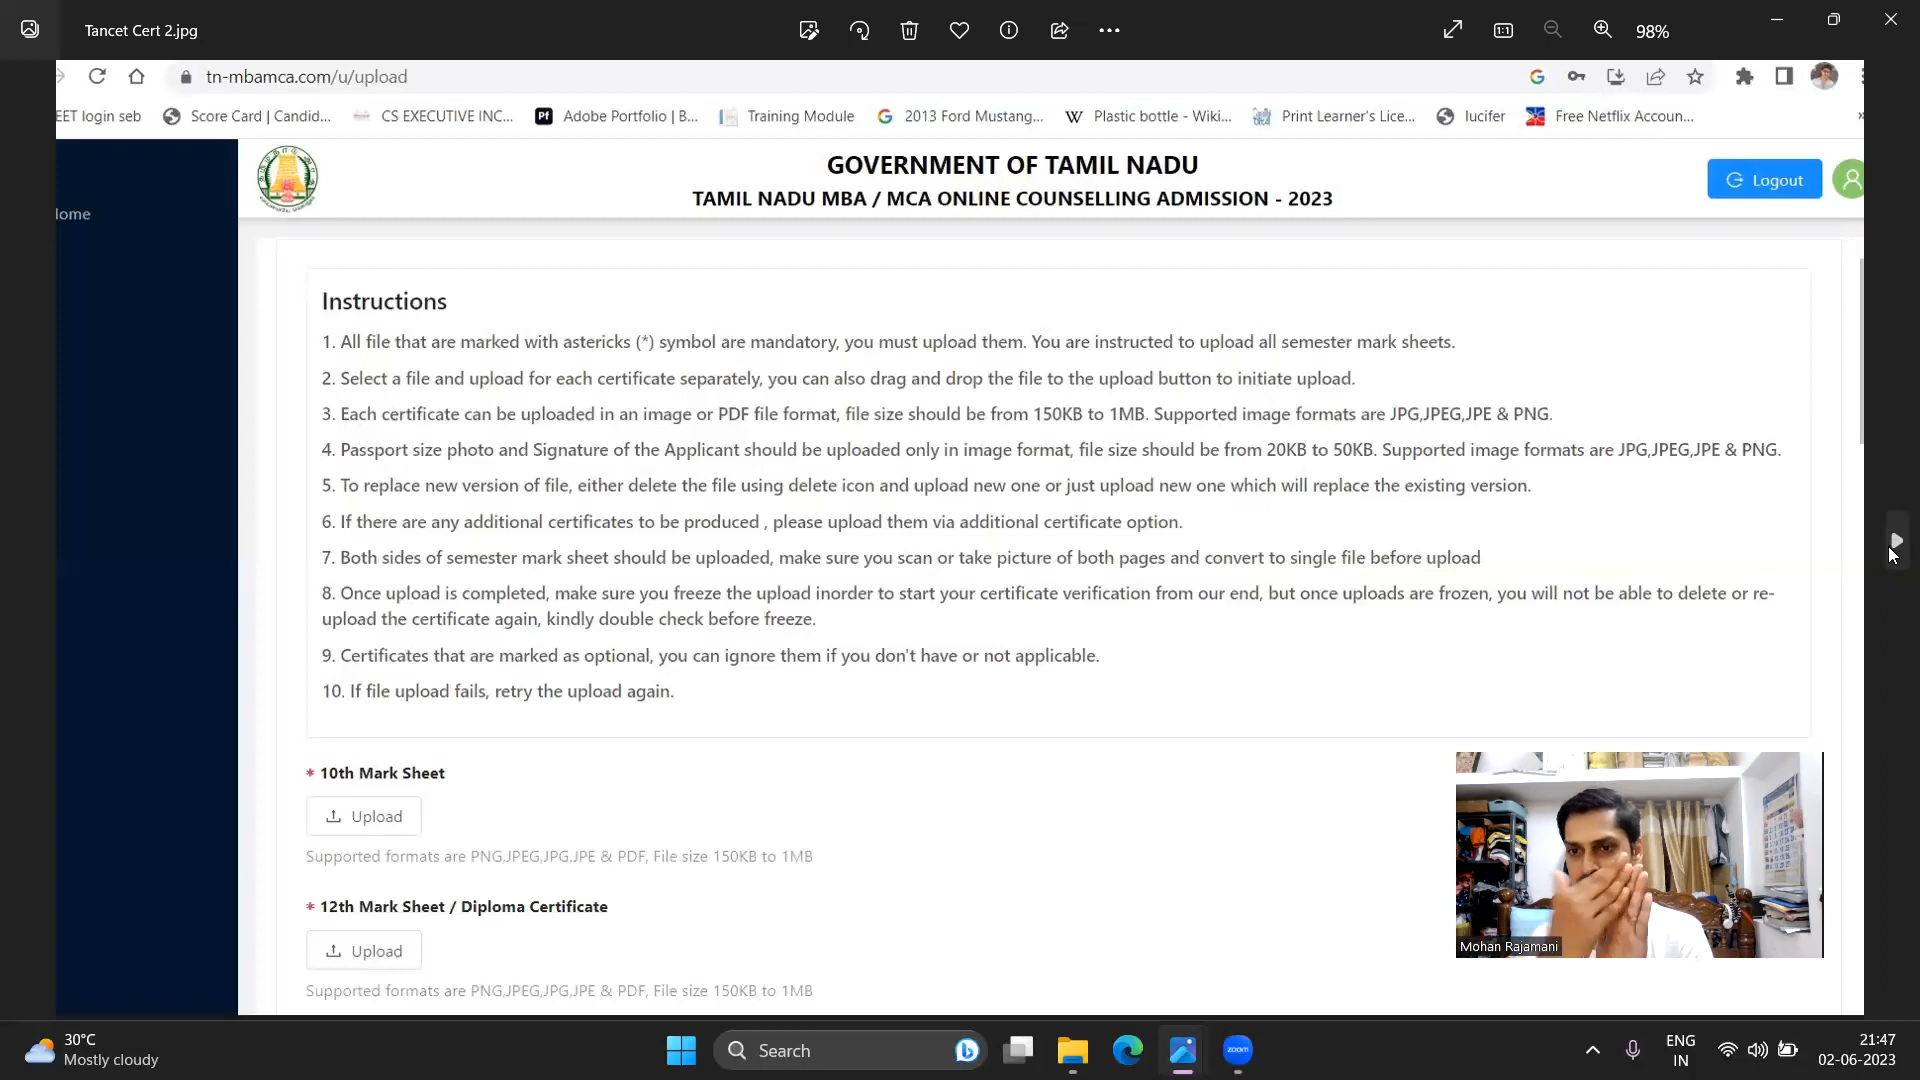 Tancet Cert 2.jpg
98%
tn-mbamca.com/u/upload
EET login seb
Score Card | Candid...
CS EXECUTIVE INC...
Pf
Adobe Portfolio | B...
Training Module
2013 Ford Mustang...
Plastic bottle - Wiki...
Print Learner's Lice...
lucifer
Free Netflix Accoun...
GOVERNMENT OF TAMIL NADU
TAMIL NADU MBA / MCA ONLINE COUNSELLING ADMISSION - 2023
Logout
Home
Instructions
1. All file that are marked with astericks (*) symbol are mandatory, you must upload them. You are instructed to upload all semester mark sheets.
2. Select a file and upload for each certificate separately, you can also drag and drop the file to the upload button to initiate upload.
3. Each certificate can be uploaded in an image or PDF file format, file size should be from 150KB to 1MB. Supported image formats are JPG,JPEG,JPE & PNG.
4. Passport size photo and Signature of the Applicant should be uploaded only in image format, file size should be from 20KB to 50KB. Supported image formats are JPG,JPEG,JPE & PNG.
5. To replace new version of file, either delete the file using delete icon and upload new one or just upload new one which will replace the existing version.
6. If there are any additional certificates to be produced , please upload them via additional certificate option.
7. Both sides of semester mark sheet should be uploaded, make sure you scan or take picture of both pages and convert to single file before upload
8. Once upload is completed, make sure you freeze the upload inorder to start your certificate verification from our end, but once uploads are frozen, you will not be able to delete or re-
upload the certificate again, kindly double check before freeze.
9. Certificates that are marked as optional, you can ignore them if you don't have or not applicable.
10. If file upload fails, retry the upload again.
* 10th Mark Sheet
Upload
Supported formats are PNG,JPEG,JPG,JPE & PDF, File size 150KB to 1MB
* 12th Mark Sheet / Diploma Certificate
Upload
Supported formats are PNG,JPEG,JPG,JPE & PDF, File size 150KB to 1MB
Mohan Rajamani
30°C
Mostly cloudy
Search
zoom
ENG
IN
21:47
02-06-2023